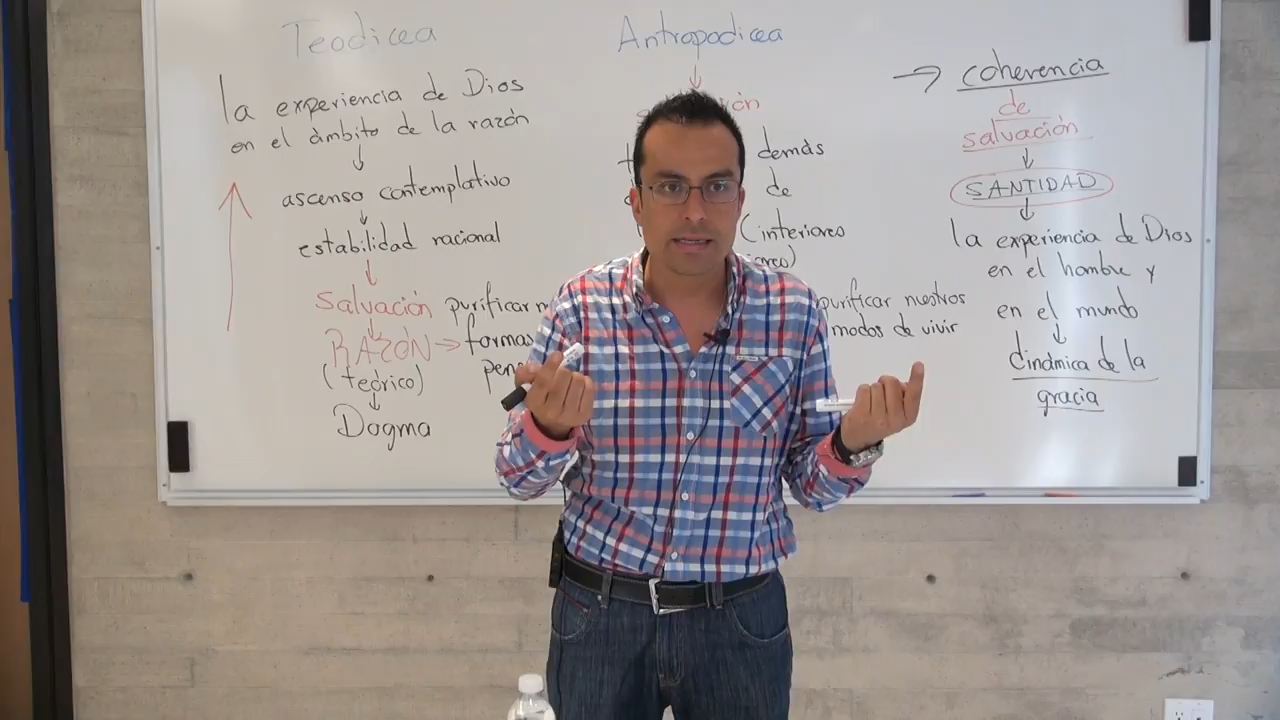 Teodicea
la experiencia de Dios
en el ámbito de la razón
ascenso contemplativo
estabilidad racional
Salvación purificar
RAZÓN → formas
(teórico)
Dogma
Antropodicea
demás
de
(interiores
purificar nuestros
modos de vivir
→ coherencia
de
salvación
SANTIDAD
la experiencia de Dios
en el hombre y
en el mundo
dinámica de la
gracia